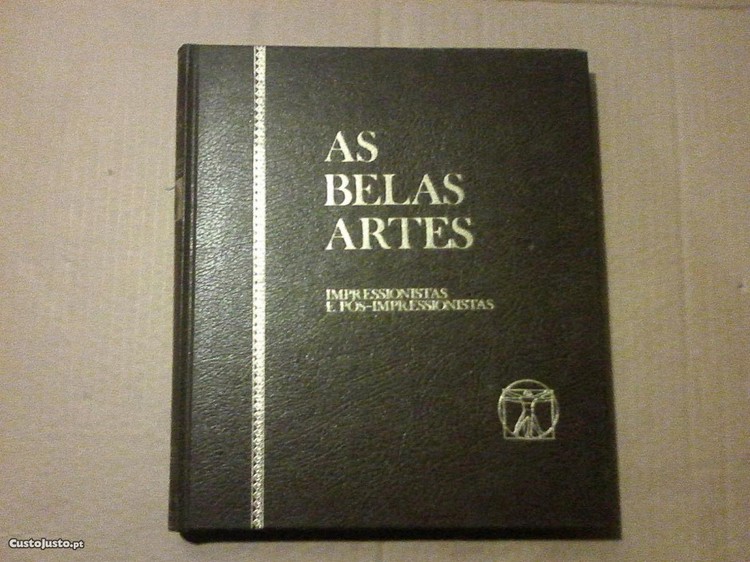 AS
BELAS
ARTES
IMPRESSIONISTAS
E PÓS-IMPRESSIONISTAS
CustoJusto.pt